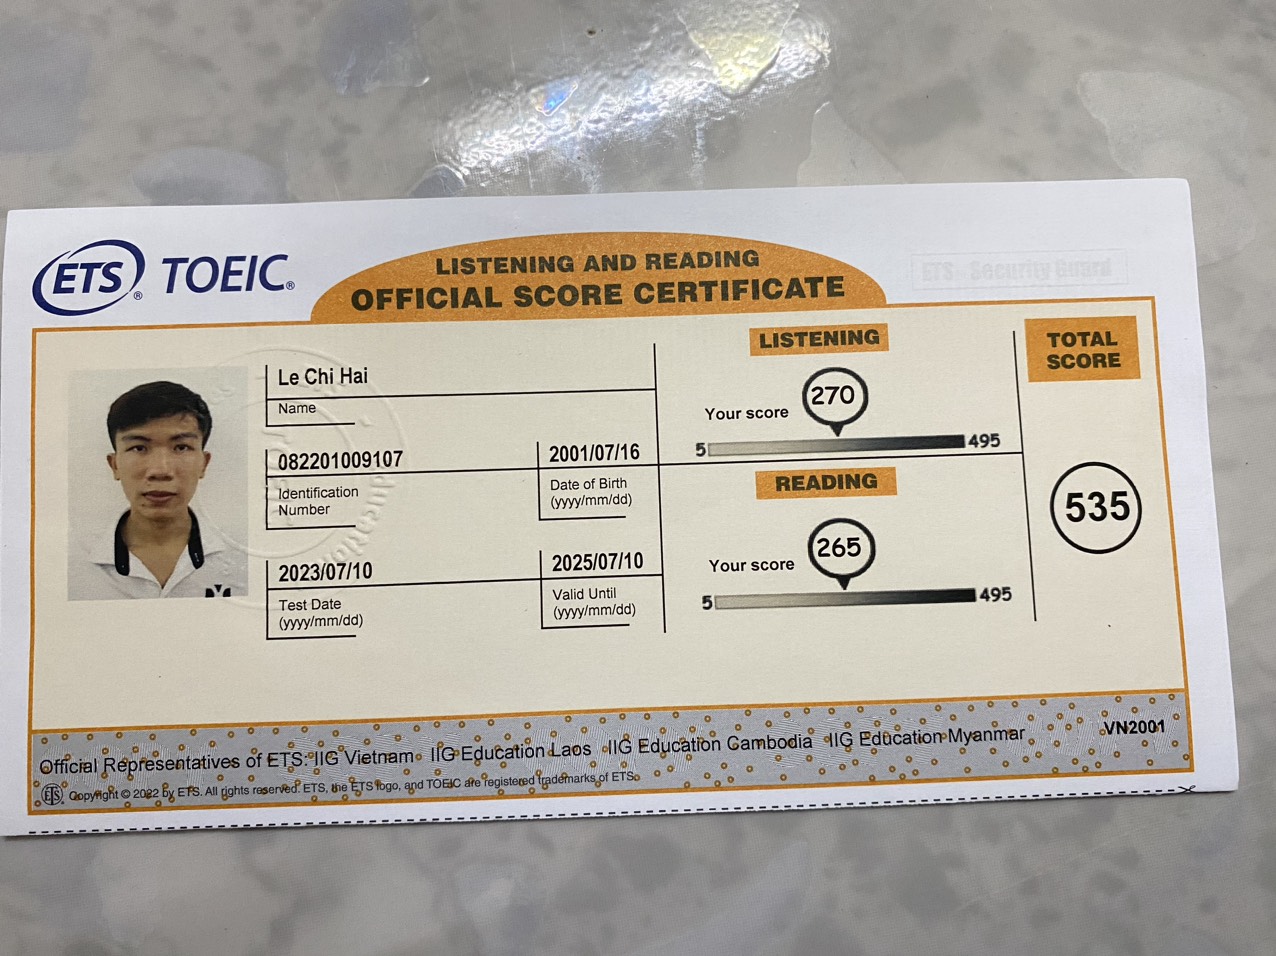 ETS® TOEIC®
LISTENING AND READING
OFFICIAL SCORE CERTIFICATE
ETS Security Guard
Le Chi Hai
Name
082201009107
Identification
Number
2001/07/16
Date of Birth
(yyyy/mm/dd)
2023/07/10
Test Date
(yyyy/mm/dd)
2025/07/10
Valid Until
(yyyy/mm/dd)
LISTENING
Your score
270
5 495
READING
Your score
265
5 495
TOTAL
SCORE
535
Official Representatives of ETS: IIG Vietnam IIG Education Laos IIG Education Cambodia IIG Education Myanmar
VN2001
ETS® Copyright © 2022 by ETS. All rights reserved. ETS, the ETS logo, and TOEIC are registered trademarks of ETS.